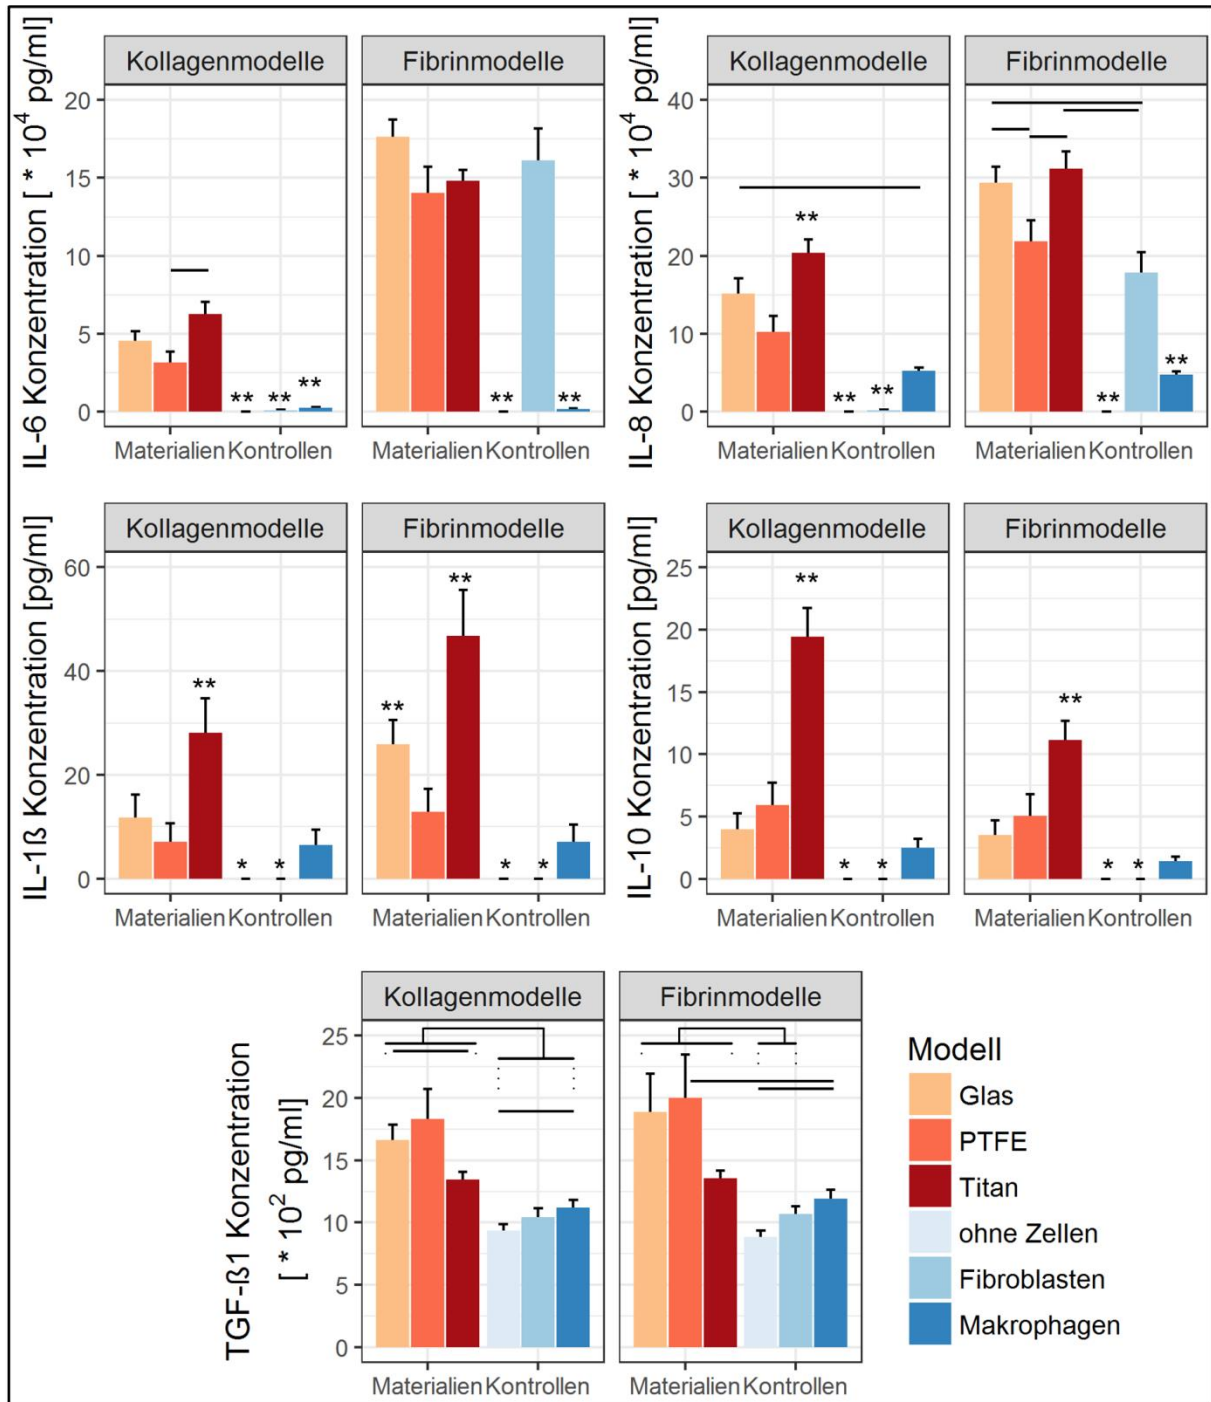 IL-6 Konzentration [ * 10⁴ pg/ml]
Kollagenmodelle
Fibrinmodelle
20
15
10
5
0
** ** **
** **
Materialien Kontrollen
Materialien Kontrollen
IL-8 Konzentration [ * 10⁴ pg/ml]
Kollagenmodelle
Fibrinmodelle
40
30
20
10
0
** ** **
** **
Materialien Kontrollen
Materialien Kontrollen
IL-1ß Konzentration [pg/ml]
Kollagenmodelle
Fibrinmodelle
60
40
20
0
** * *
** ** * *
Materialien Kontrollen
Materialien Kontrollen
IL-10 Konzentration [pg/ml]
Kollagenmodelle
Fibrinmodelle
25
20
15
10
5
0
** * *
** * *
Materialien Kontrollen
Materialien Kontrollen
TGF-ß1 Konzentration
[ * 10² pg/ml]
Kollagenmodelle
Fibrinmodelle
25
20
15
10
5
0
Materialien Kontrollen
Materialien Kontrollen
Modell
Glas
PTFE
Titan
ohne Zellen
Fibroblasten
Makrophagen